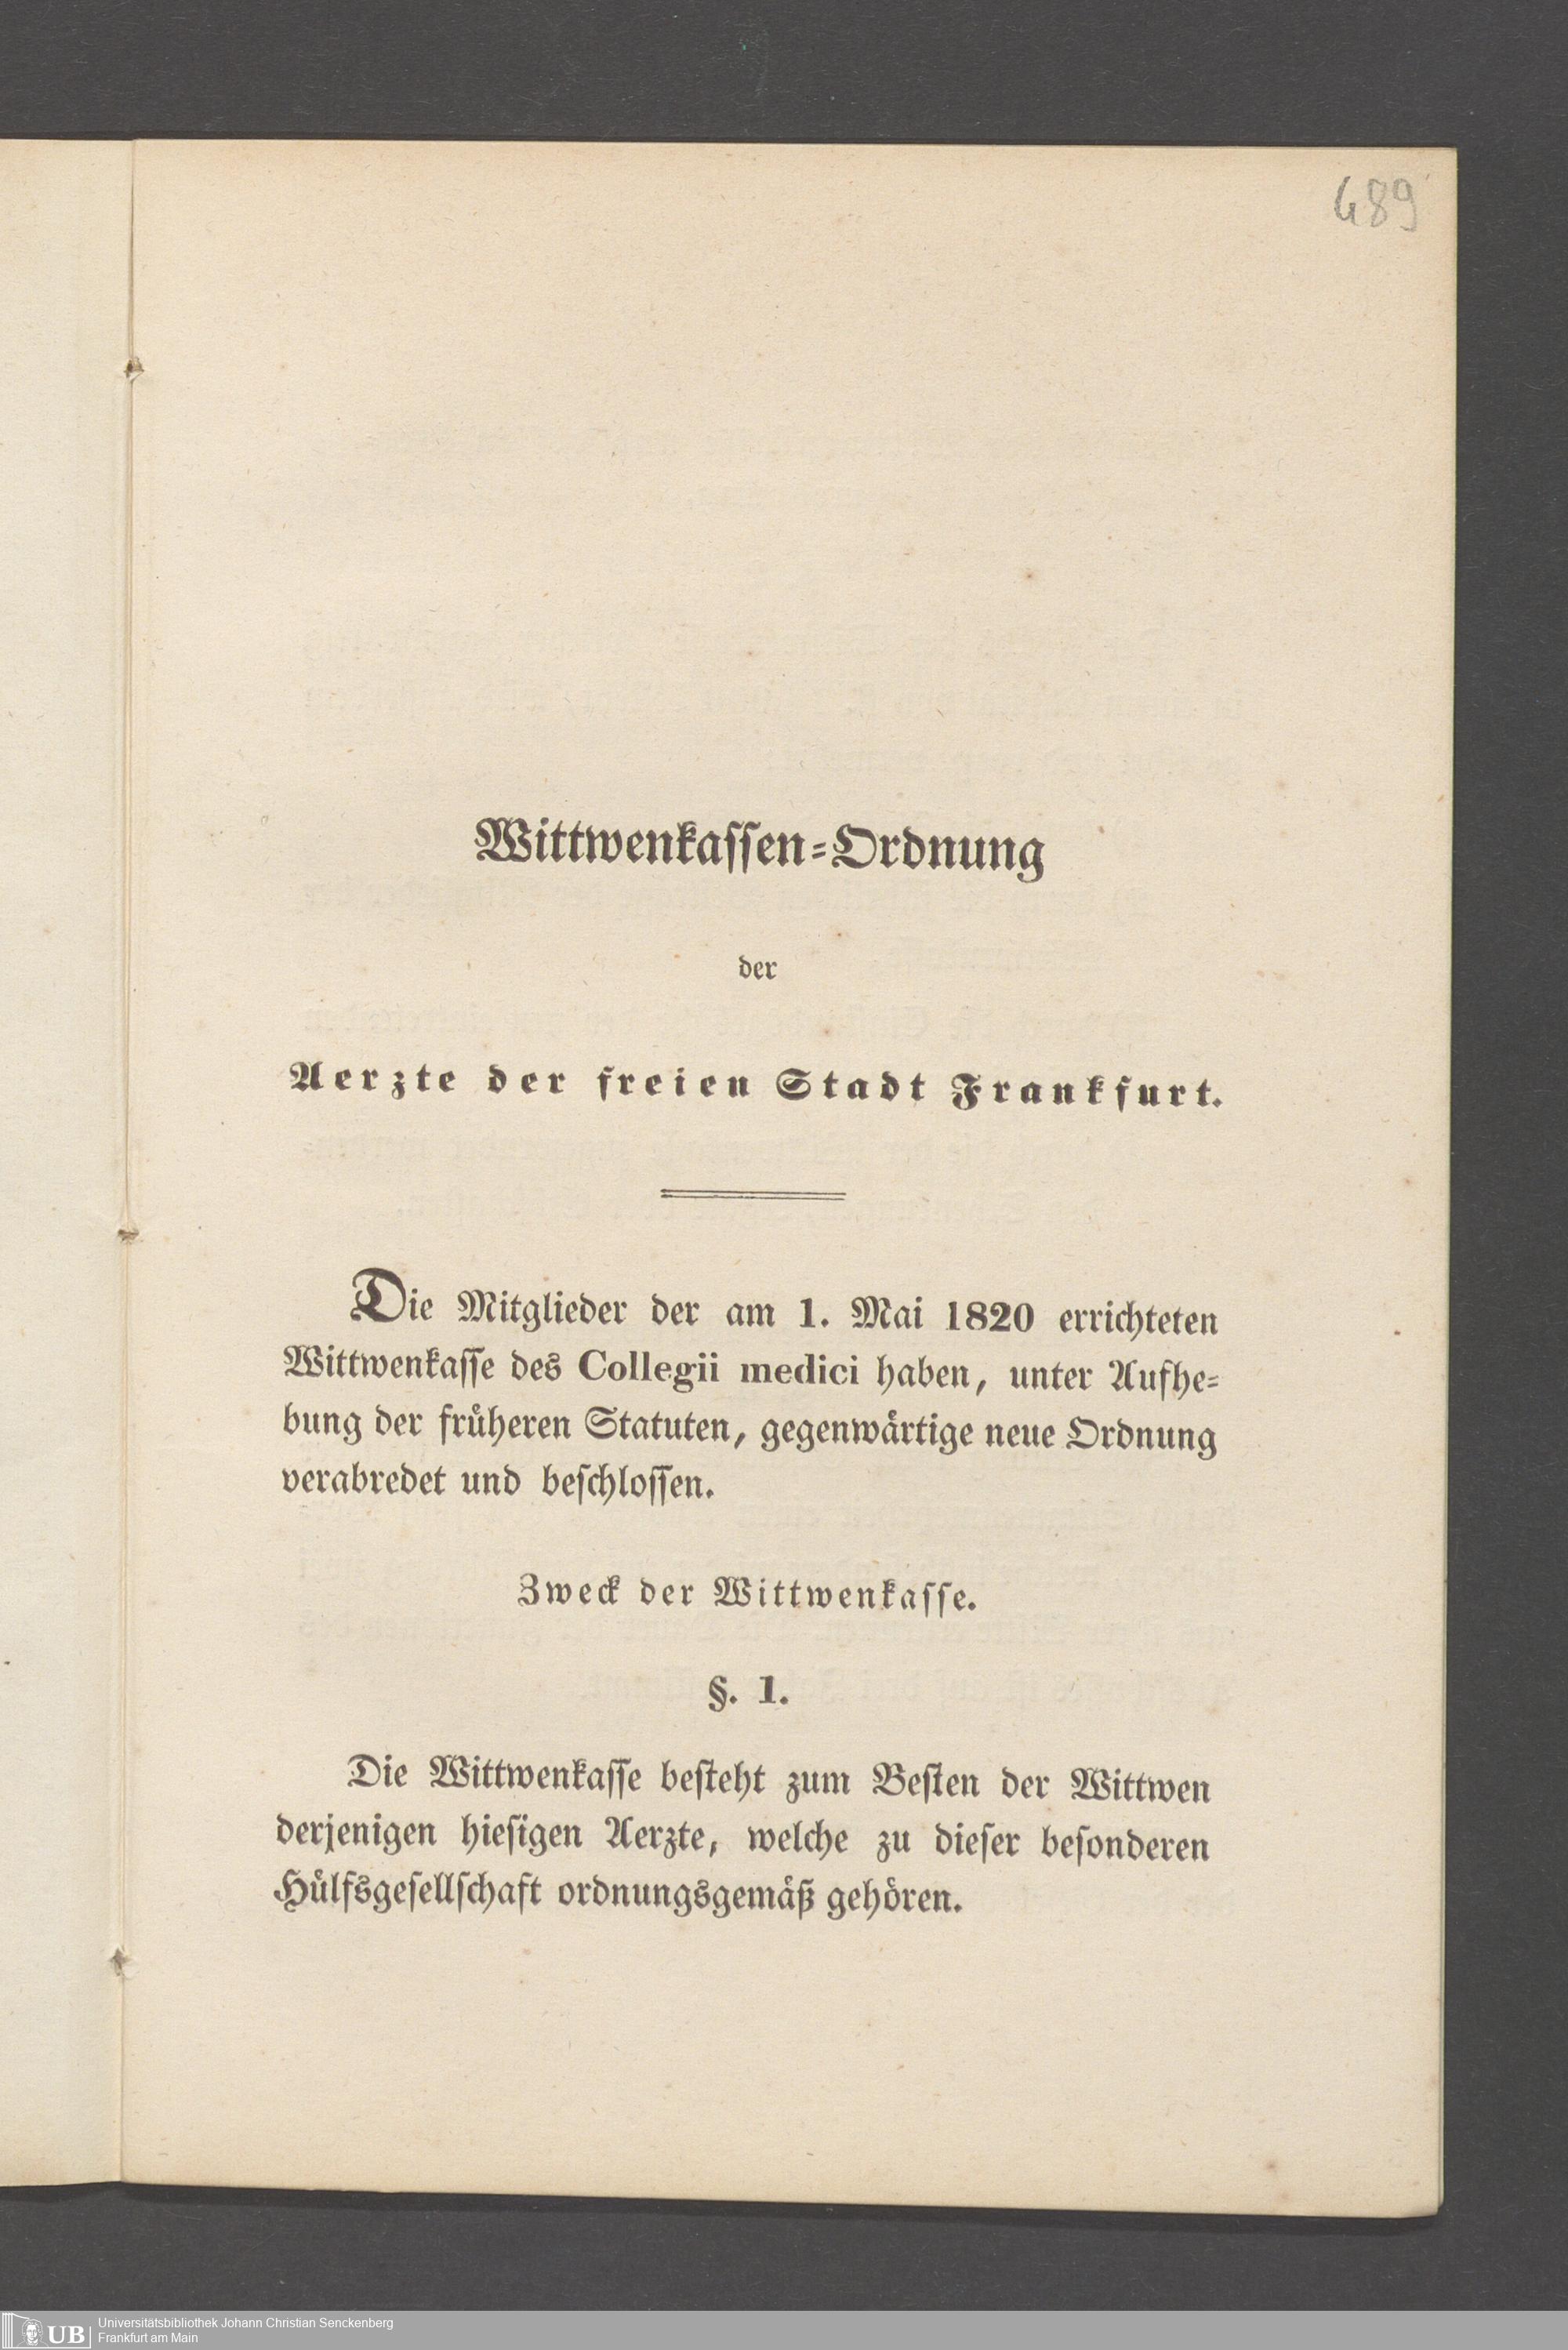 489
Wittwenkassen=Ordnung
der
Aerzte der freien Stadt Frankfurt.
Die Mitglieder der am 1. Mai 1820 errichteten
Wittwenkasse des Collegii medici haben, unter Aufhe=
bung der früheren Statuten, gegenwärtige neue Ordnung
verabredet und beschlossen.
Zweck der Wittwenkasse.
§. 1.
Die Wittwenkasse besteht zum Besten der Wittwen
derjenigen hiesigen Aerzte, welche zu dieser besonderen
Hülfsgesellschaft ordnungsgemäß gehören.
UB
Universitätsbibliothek Johann Christian Senckenberg
Frankfurt am Main